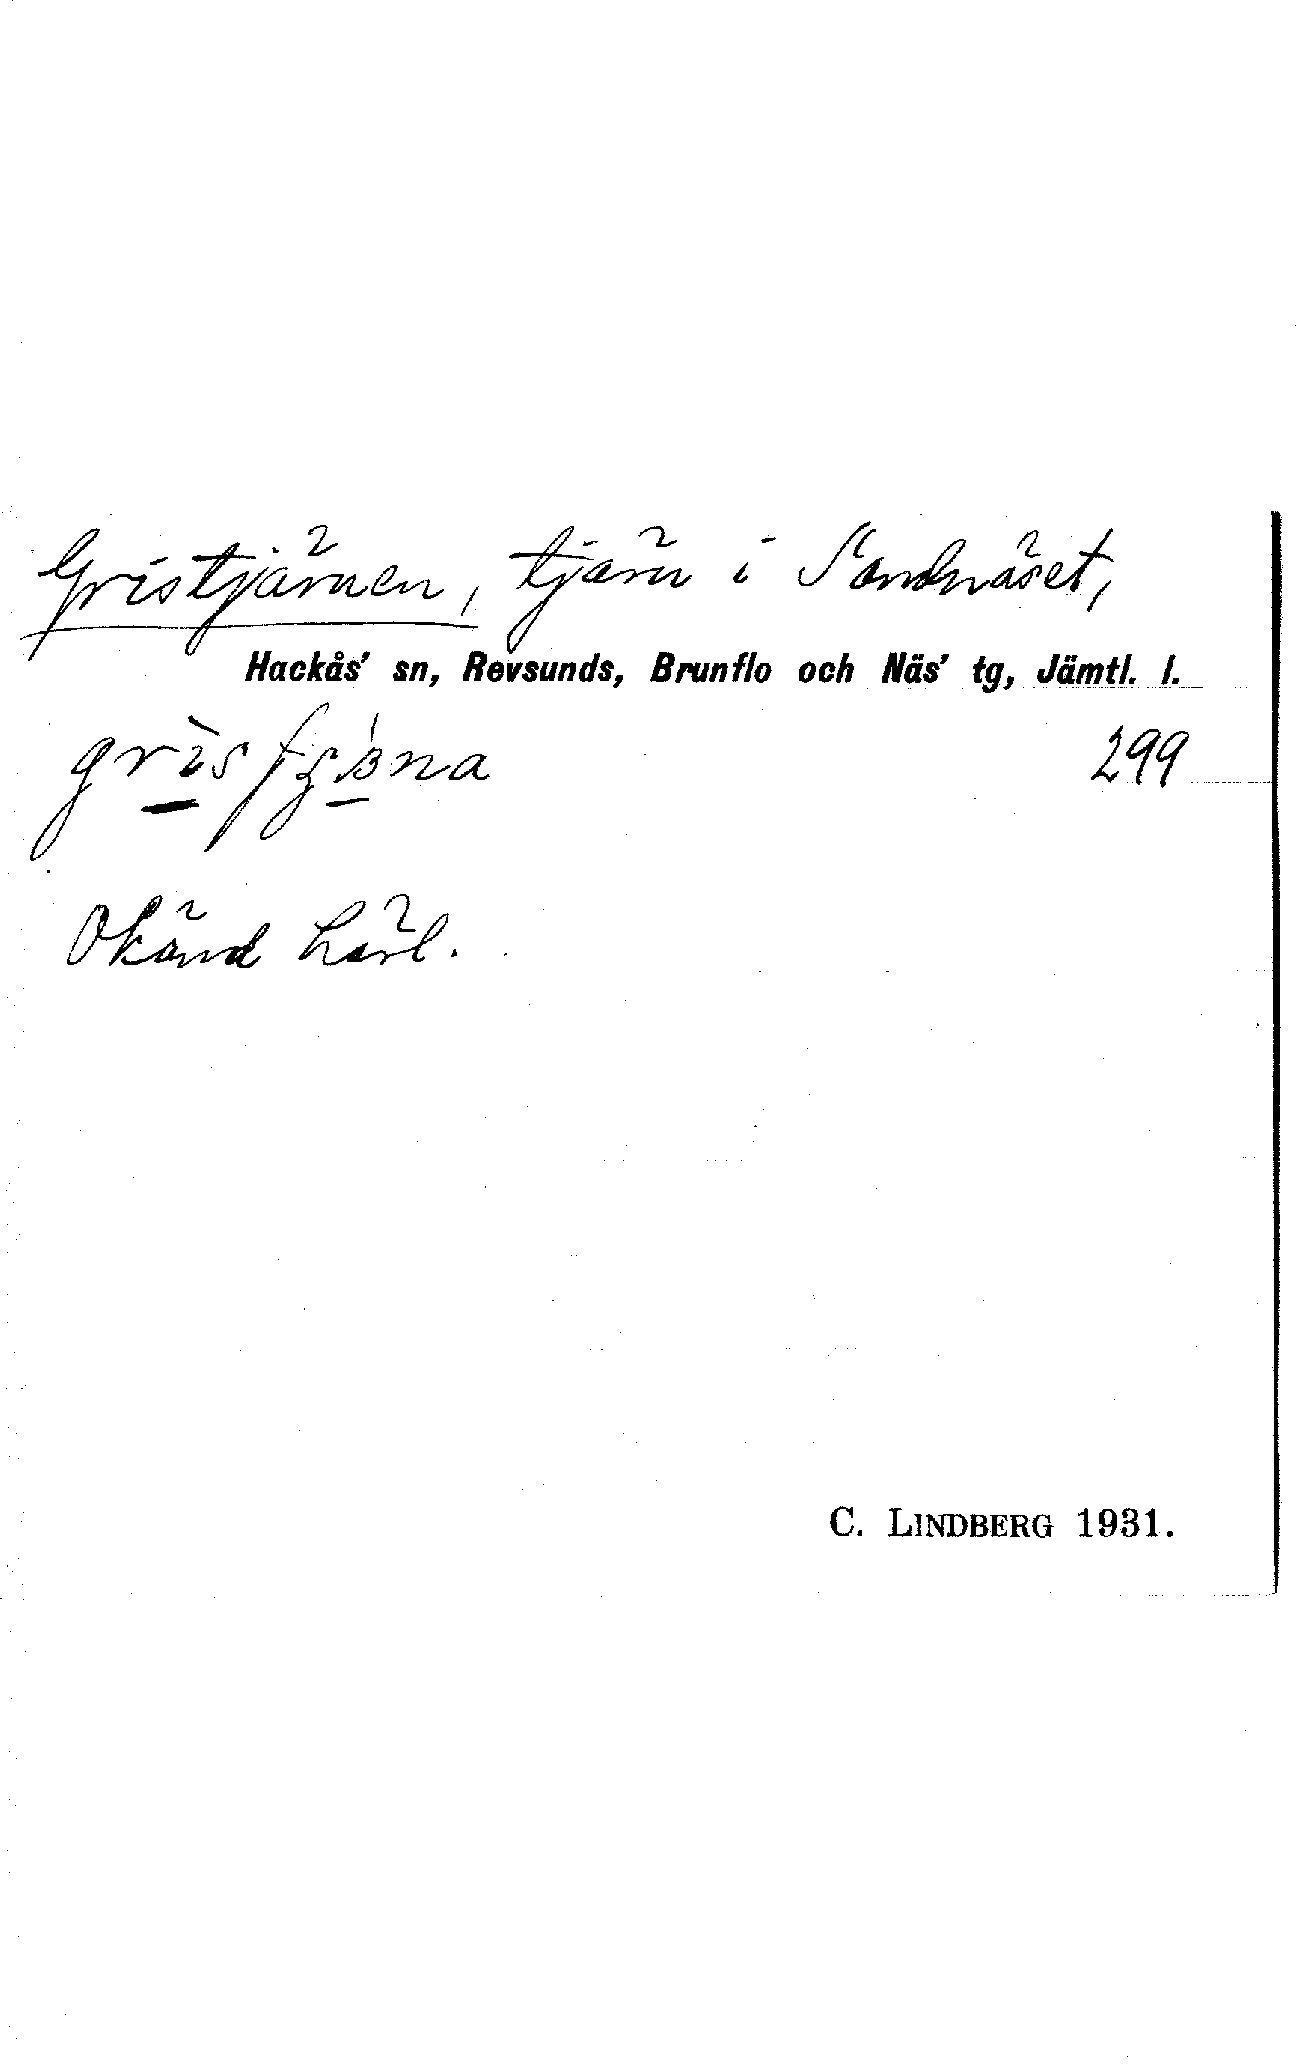 Gristjärnen, tjärn i Sandnäset,
Hackås' sn, Revsunds, Brunflo och Näs' tg, Jämtl. l.
299
Okänd härl.
C. LINDBERG 1931.